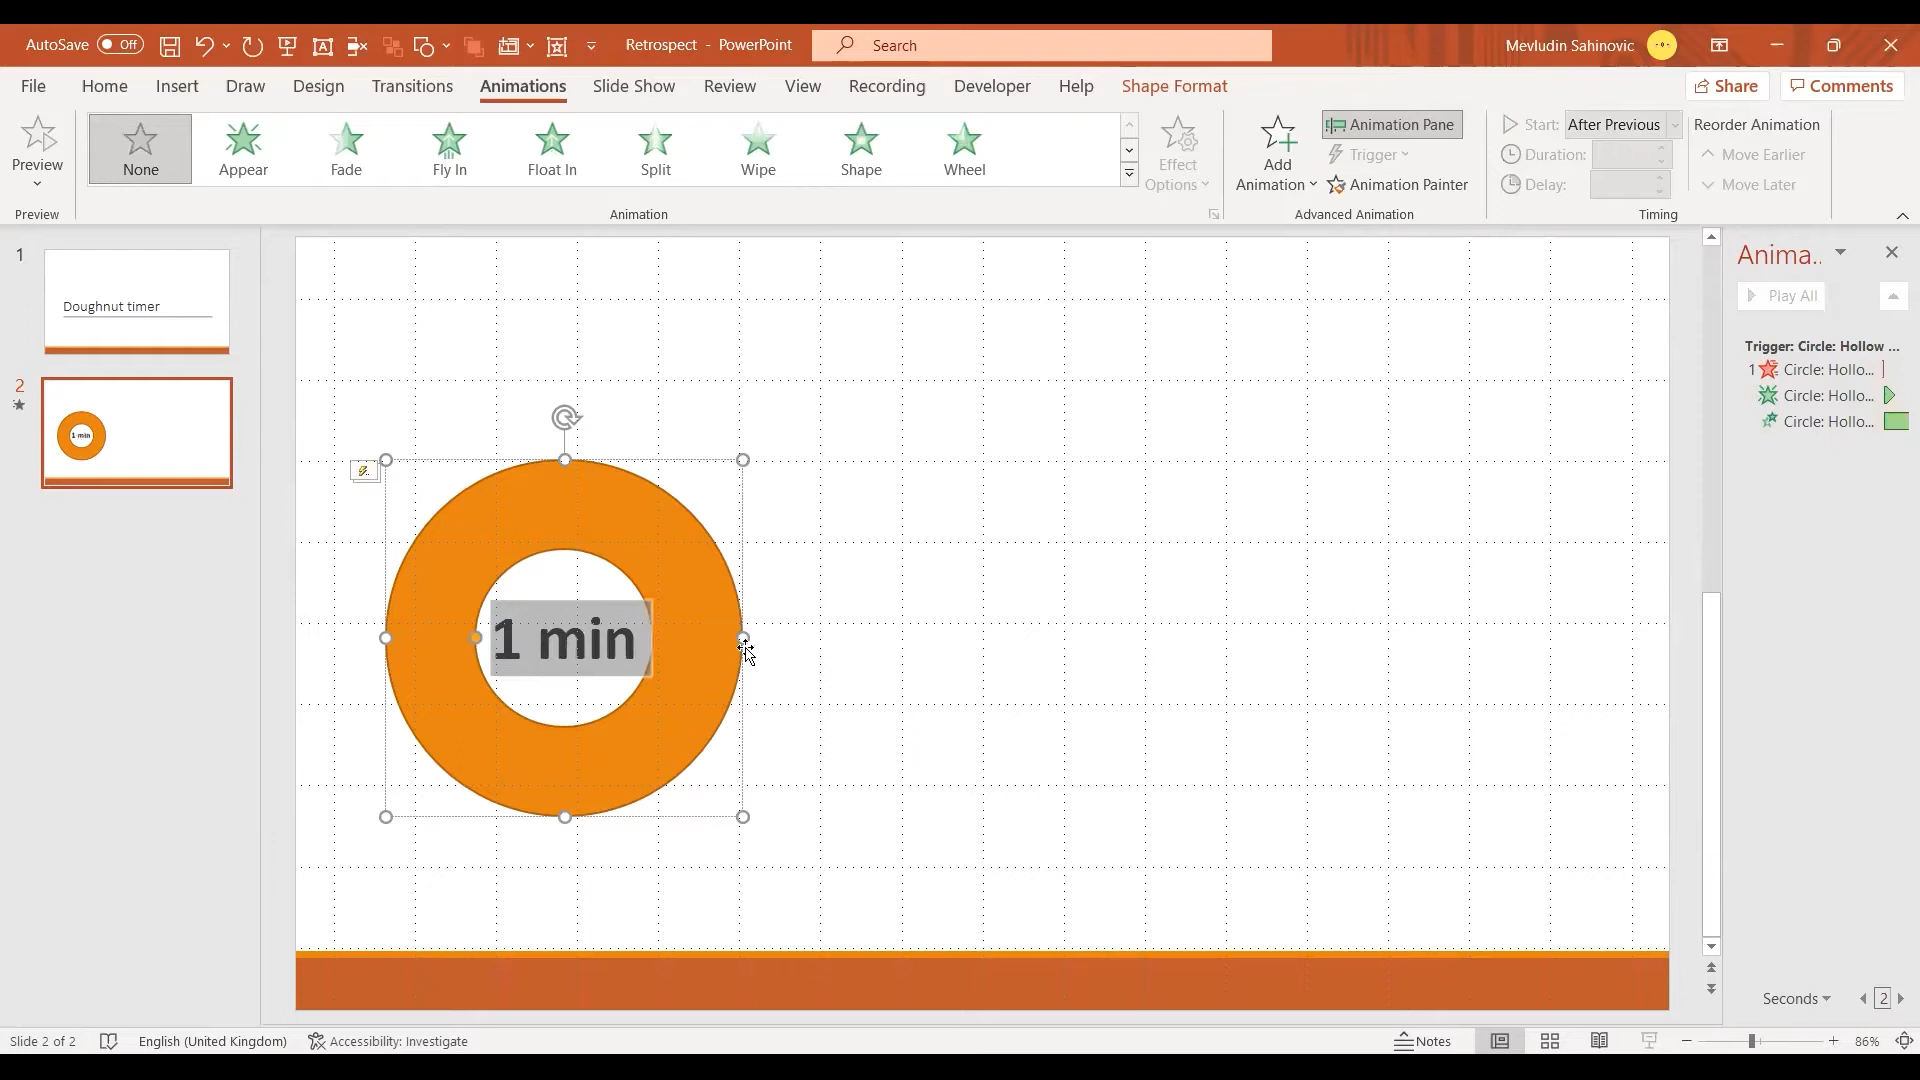 AutoSave Off Retrospect - PowerPoint Search Mevludin Sahinovic
File Home Insert Draw Design Transitions Animations Slide Show Review View Recording Developer Help Shape Format Share Comments
Preview
None Appear Fade Fly In Float In Split Wipe Shape Wheel
Effect
Options
Add
Animation
Animation Pane
Trigger
Animation Painter
Start: After Previous
Duration:
Delay:
Reorder Animation
Move Earlier
Move Later
Preview Animation Advanced Animation Timing
1
Doughnut timer
2
1 min
1 min
Anima..
Play All
Trigger: Circle: Hollow ...
1 Circle: Hollo...
Circle: Hollo...
Circle: Hollo...
Seconds 2
Slide 2 of 2 English (United Kingdom) Accessibility: Investigate Notes 86%